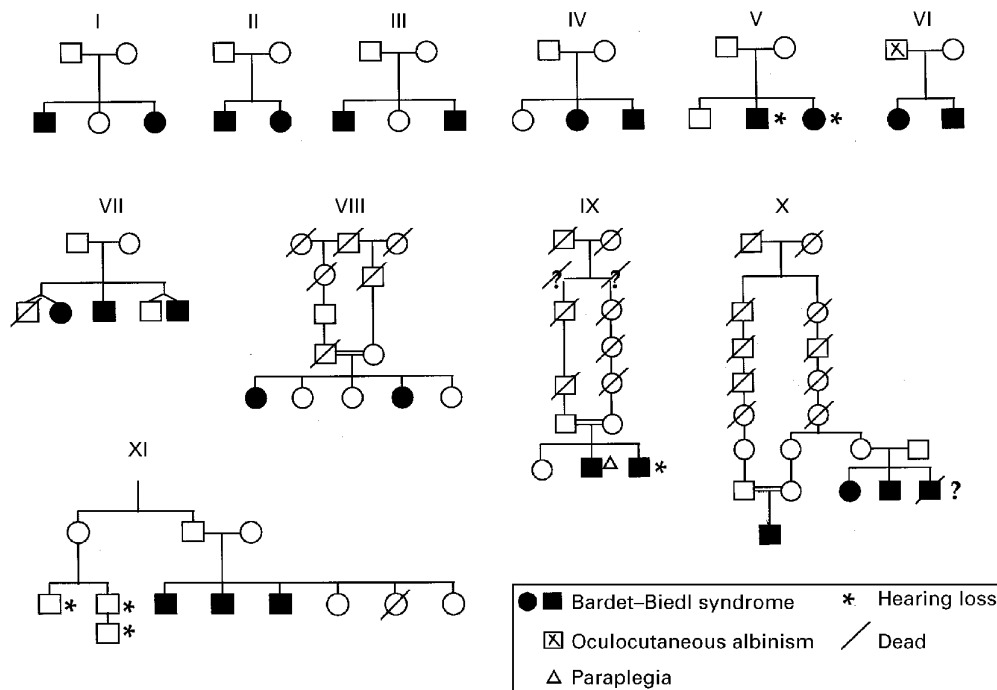 I II III IV V VI
* *
X
VII VIII IX X
? ?
*
?
XI
* *
*
Bardet–Biedl syndrome * Hearing loss
X Oculocutaneous albinism Dead
Paraplegia